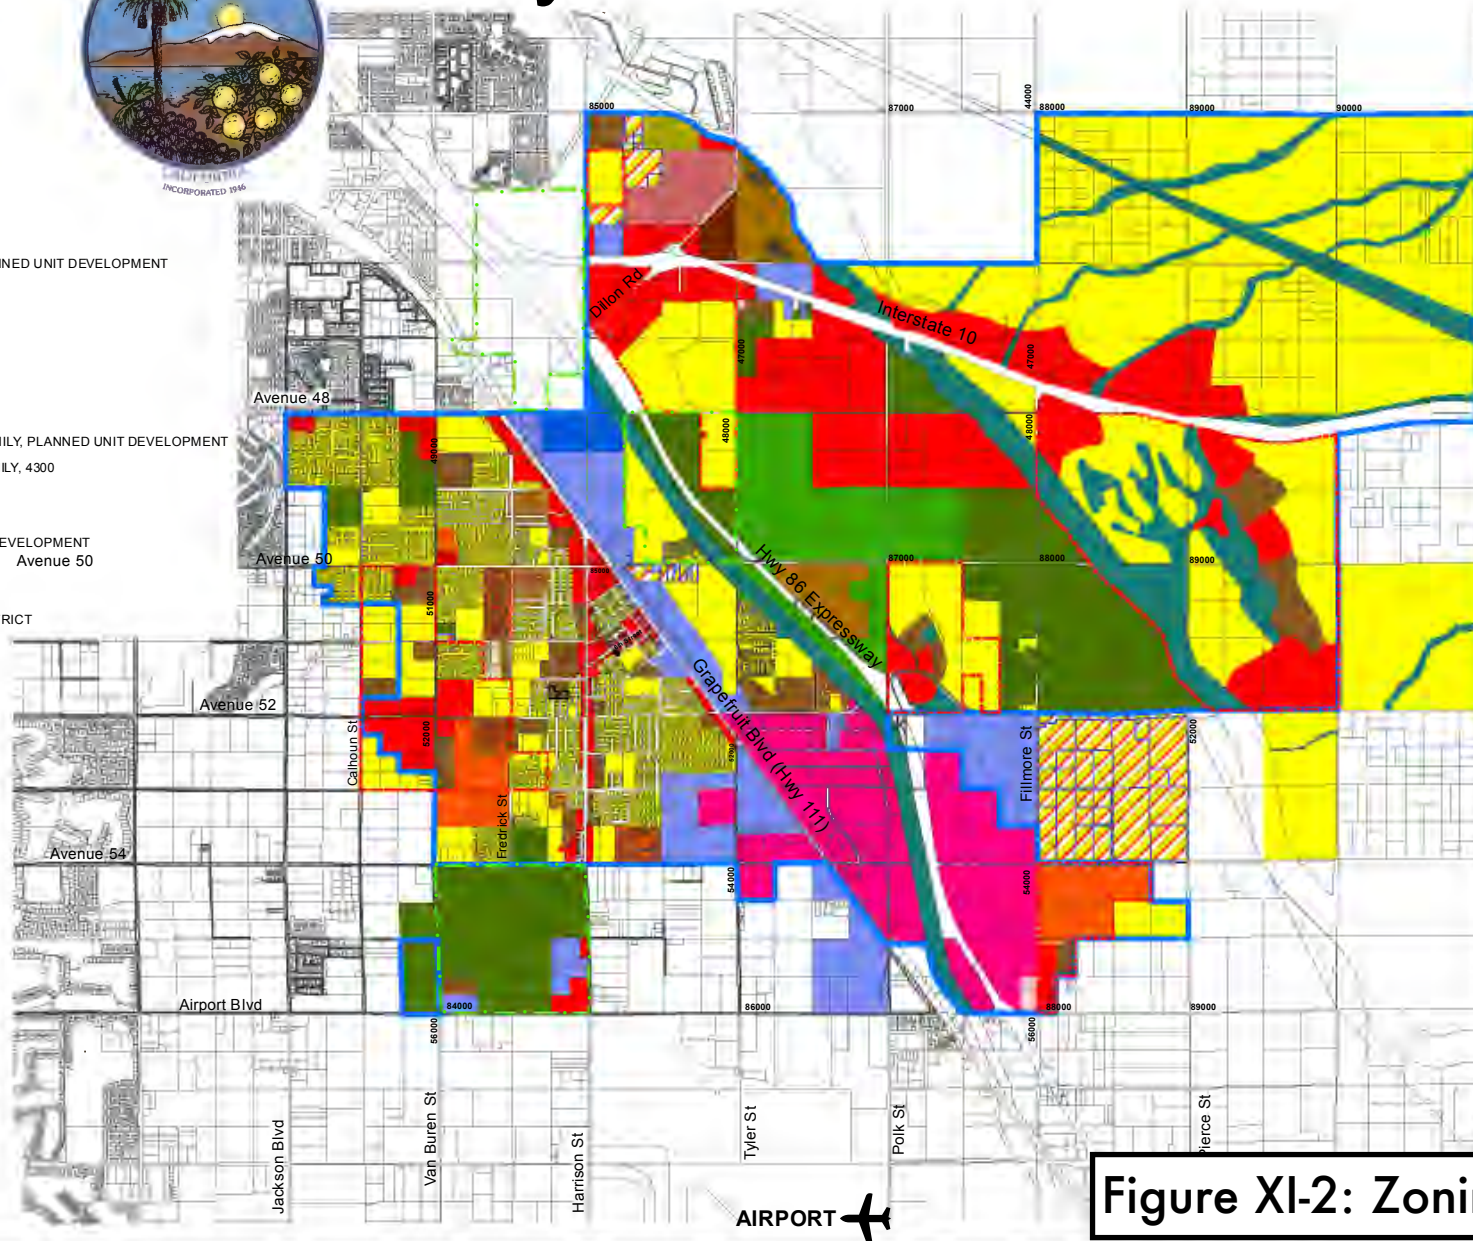 y
INCORPORATED 1946
85000
87000
44000
88000
89000
90000
NNED UNIT DEVELOPMENT
Dillon Rd
Interstate 10
47000
47000
Avenue 48
MILY, PLANNED UNIT DEVELOPMENT
49000
48000
48000
ILY, 4300
EVELOPMENT
Avenue 50
Avenue 50
87000
88000
89000
Hwy 86 Expressway
51000
RICT
Grapefruit Blvd (Hwy 111)
Avenue 52
Calhoun St
52000
Fillmore St
52000
Fredrick St
Avenue 54
54000
54000
Airport Blvd
84000
86000
88000
89000
56000
56000
Jackson Blvd
Van Buren St
Harrison St
Tyler St
Polk St
Pierce St
Figure XI-2: Zoni
AIRPORT